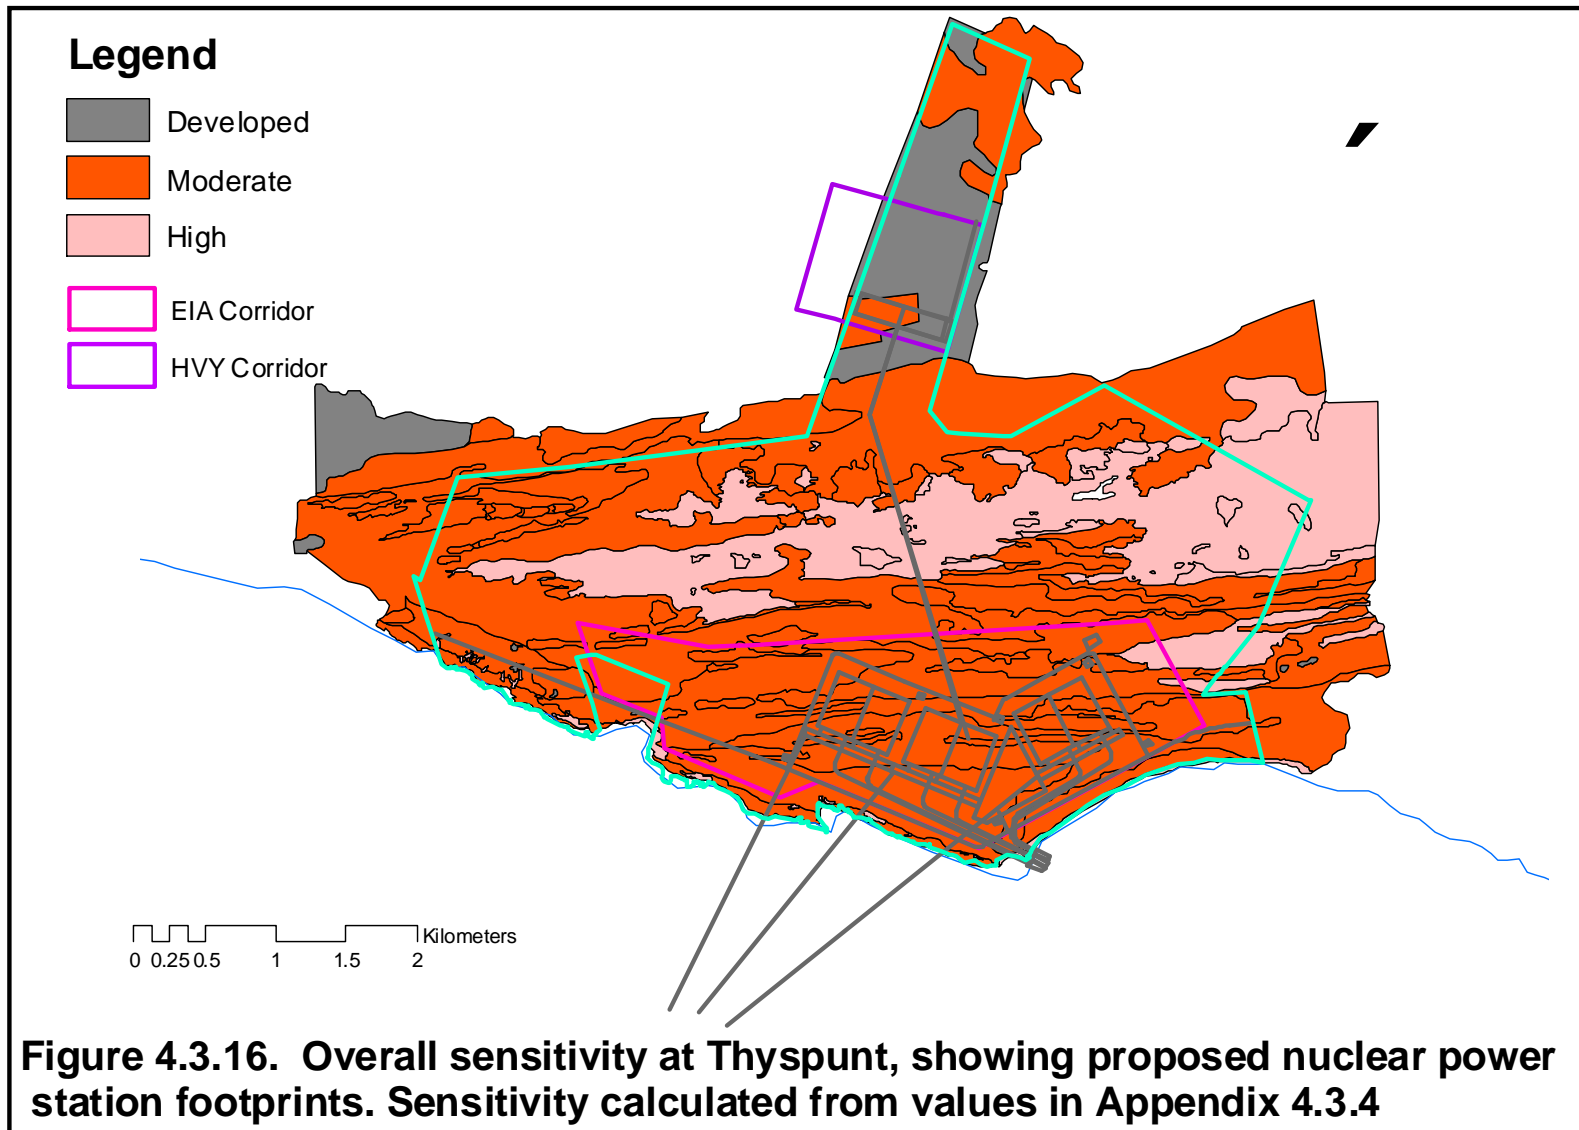 Legend
Developed
Moderate
High
EIA Corridor
HVY Corridor
Kilometers
0 0.25 0.5 1 1.5 2
Figure 4.3.16. Overall sensitivity at Thyspunt, showing proposed nuclear power
station footprints. Sensitivity calculated from values in Appendix 4.3.4